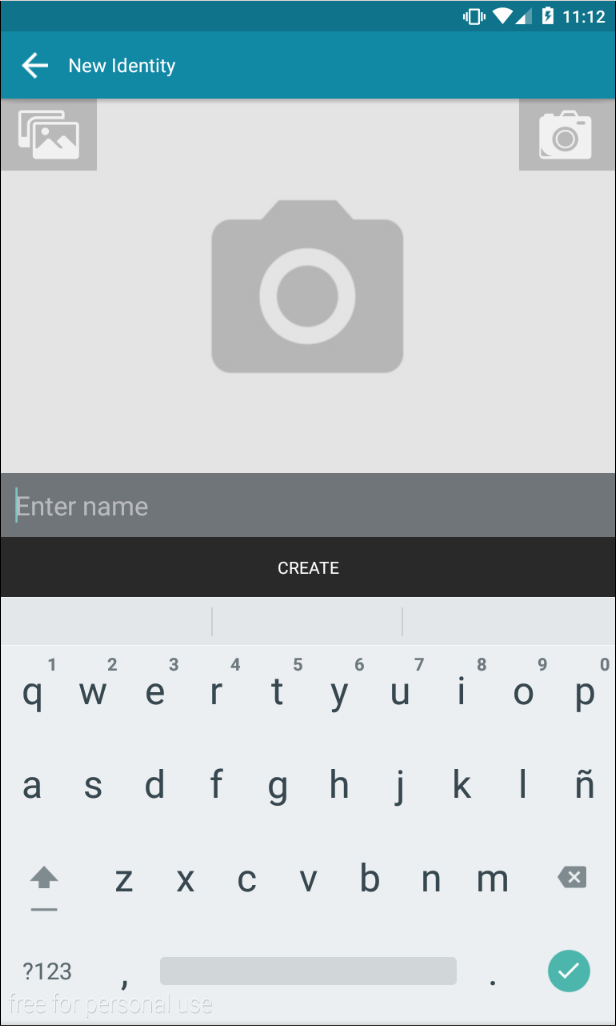 11:12
New Identity
Enter name
CREATE
1 2 3 4 5 6 7 8 9 0
q w e r t y u i o p
a s d f g h j k l ñ
z x c v b n m
?123 , .
free for personal use